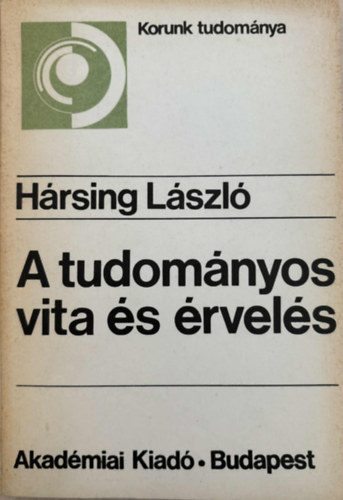 Korunk tudománya
Hársing László
A tudományos
vita és érvelés
Akadémiai Kiadó • Budapest